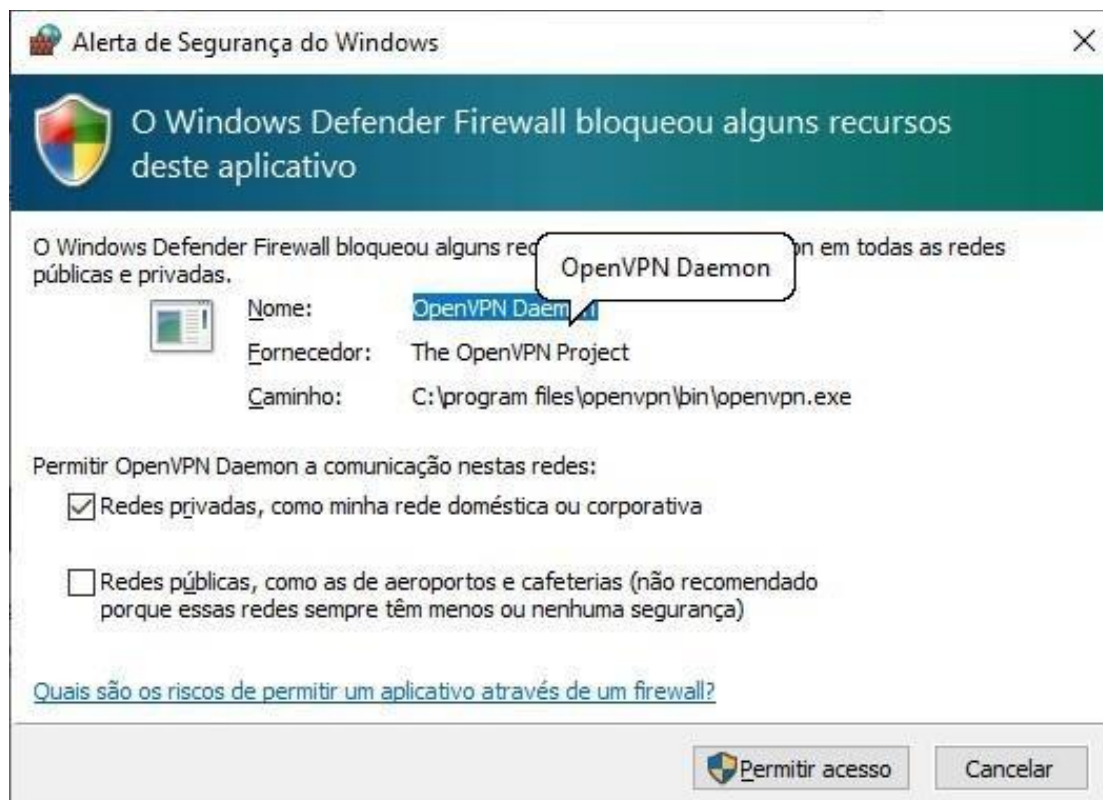 Alerta de Segurança do Windows
O Windows Defender Firewall bloqueou alguns recursos
deste aplicativo
O Windows Defender Firewall bloqueou alguns em todas as redes
públicas e privadas.
OpenVPN Daemon
Nome: OpenVPN Daemon
Fornecedor: The OpenVPN Project
Caminho: C:\program files\openvpn\bin\openvpn.exe
Permitir OpenVPN Daemon a comunicação nestas redes:
Redes privadas, como minha rede doméstica ou corporativa
Redes públicas, como as de aeroportos e cafeterias (não recomendado
porque essas redes sempre têm menos ou nenhuma segurança)
Quais são os riscos de permitir um aplicativo através de um firewall?
Permitir acesso Cancelar